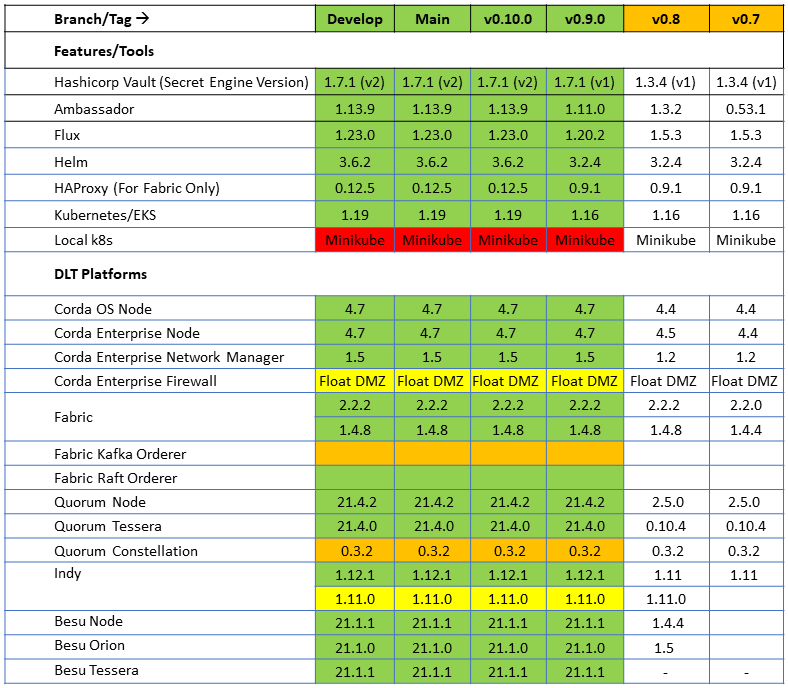 Branch/Tag → Develop Main v0.10.0 v0.9.0 v0.8 v0.7
Features/Tools
Hashicorp Vault (Secret Engine Version) 1.7.1 (v2) 1.7.1 (v2) 1.7.1 (v2) 1.7.1 (v1) 1.3.4 (v1) 1.3.4 (v1)
Ambassador 1.13.9 1.13.9 1.13.9 1.11.0 1.3.2 0.53.1
Flux 1.23.0 1.23.0 1.23.0 1.20.2 1.5.3 1.5.3
Helm 3.6.2 3.6.2 3.6.2 3.2.4 3.2.4 3.2.4
HAProxy (For Fabric Only) 0.12.5 0.12.5 0.12.5 0.9.1 0.9.1 0.9.1
Kubernetes/EKS 1.19 1.19 1.19 1.16 1.16 1.16
Local k8s Minikube Minikube Minikube Minikube Minikube Minikube
DLT Platforms
Corda OS Node 4.7 4.7 4.7 4.7 4.4 4.4
Corda Enterprise Node 4.7 4.7 4.7 4.7 4.5 4.4
Corda Enterprise Network Manager 1.5 1.5 1.5 1.5 1.2 1.2
Corda Enterprise Firewall Float DMZ Float DMZ Float DMZ Float DMZ Float DMZ Float DMZ
Fabric 2.2.2 2.2.2 2.2.2 2.2.2 2.2.2 2.2.0
1.4.8 1.4.8 1.4.8 1.4.8 1.4.8 1.4.4
Fabric Kafka Orderer
Fabric Raft Orderer
Quorum Node 21.4.2 21.4.2 21.4.2 21.4.2 2.5.0 2.5.0
Quorum Tessera 21.4.0 21.4.0 21.4.0 21.4.0 0.10.4 0.10.4
Quorum Constellation 0.3.2 0.3.2 0.3.2 0.3.2 0.3.2 0.3.2
Indy 1.12.1 1.12.1 1.12.1 1.12.1 1.11 1.11
1.11.0 1.11.0 1.11.0 1.11.0 1.11.0
Besu Node 21.1.1 21.1.1 21.1.1 21.1.1 1.4.4
Besu Orion 21.1.0 21.1.0 21.1.0 21.1.0 1.5
Besu Tessera 21.1.1 21.1.1 21.1.1 21.1.1 - -